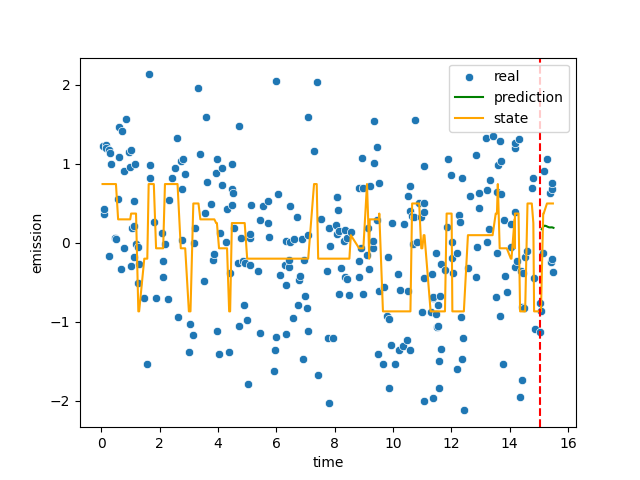 real
prediction
state
2
1
0
−1
−2
emission
0 2 4 6 8 10 12 14 16
time